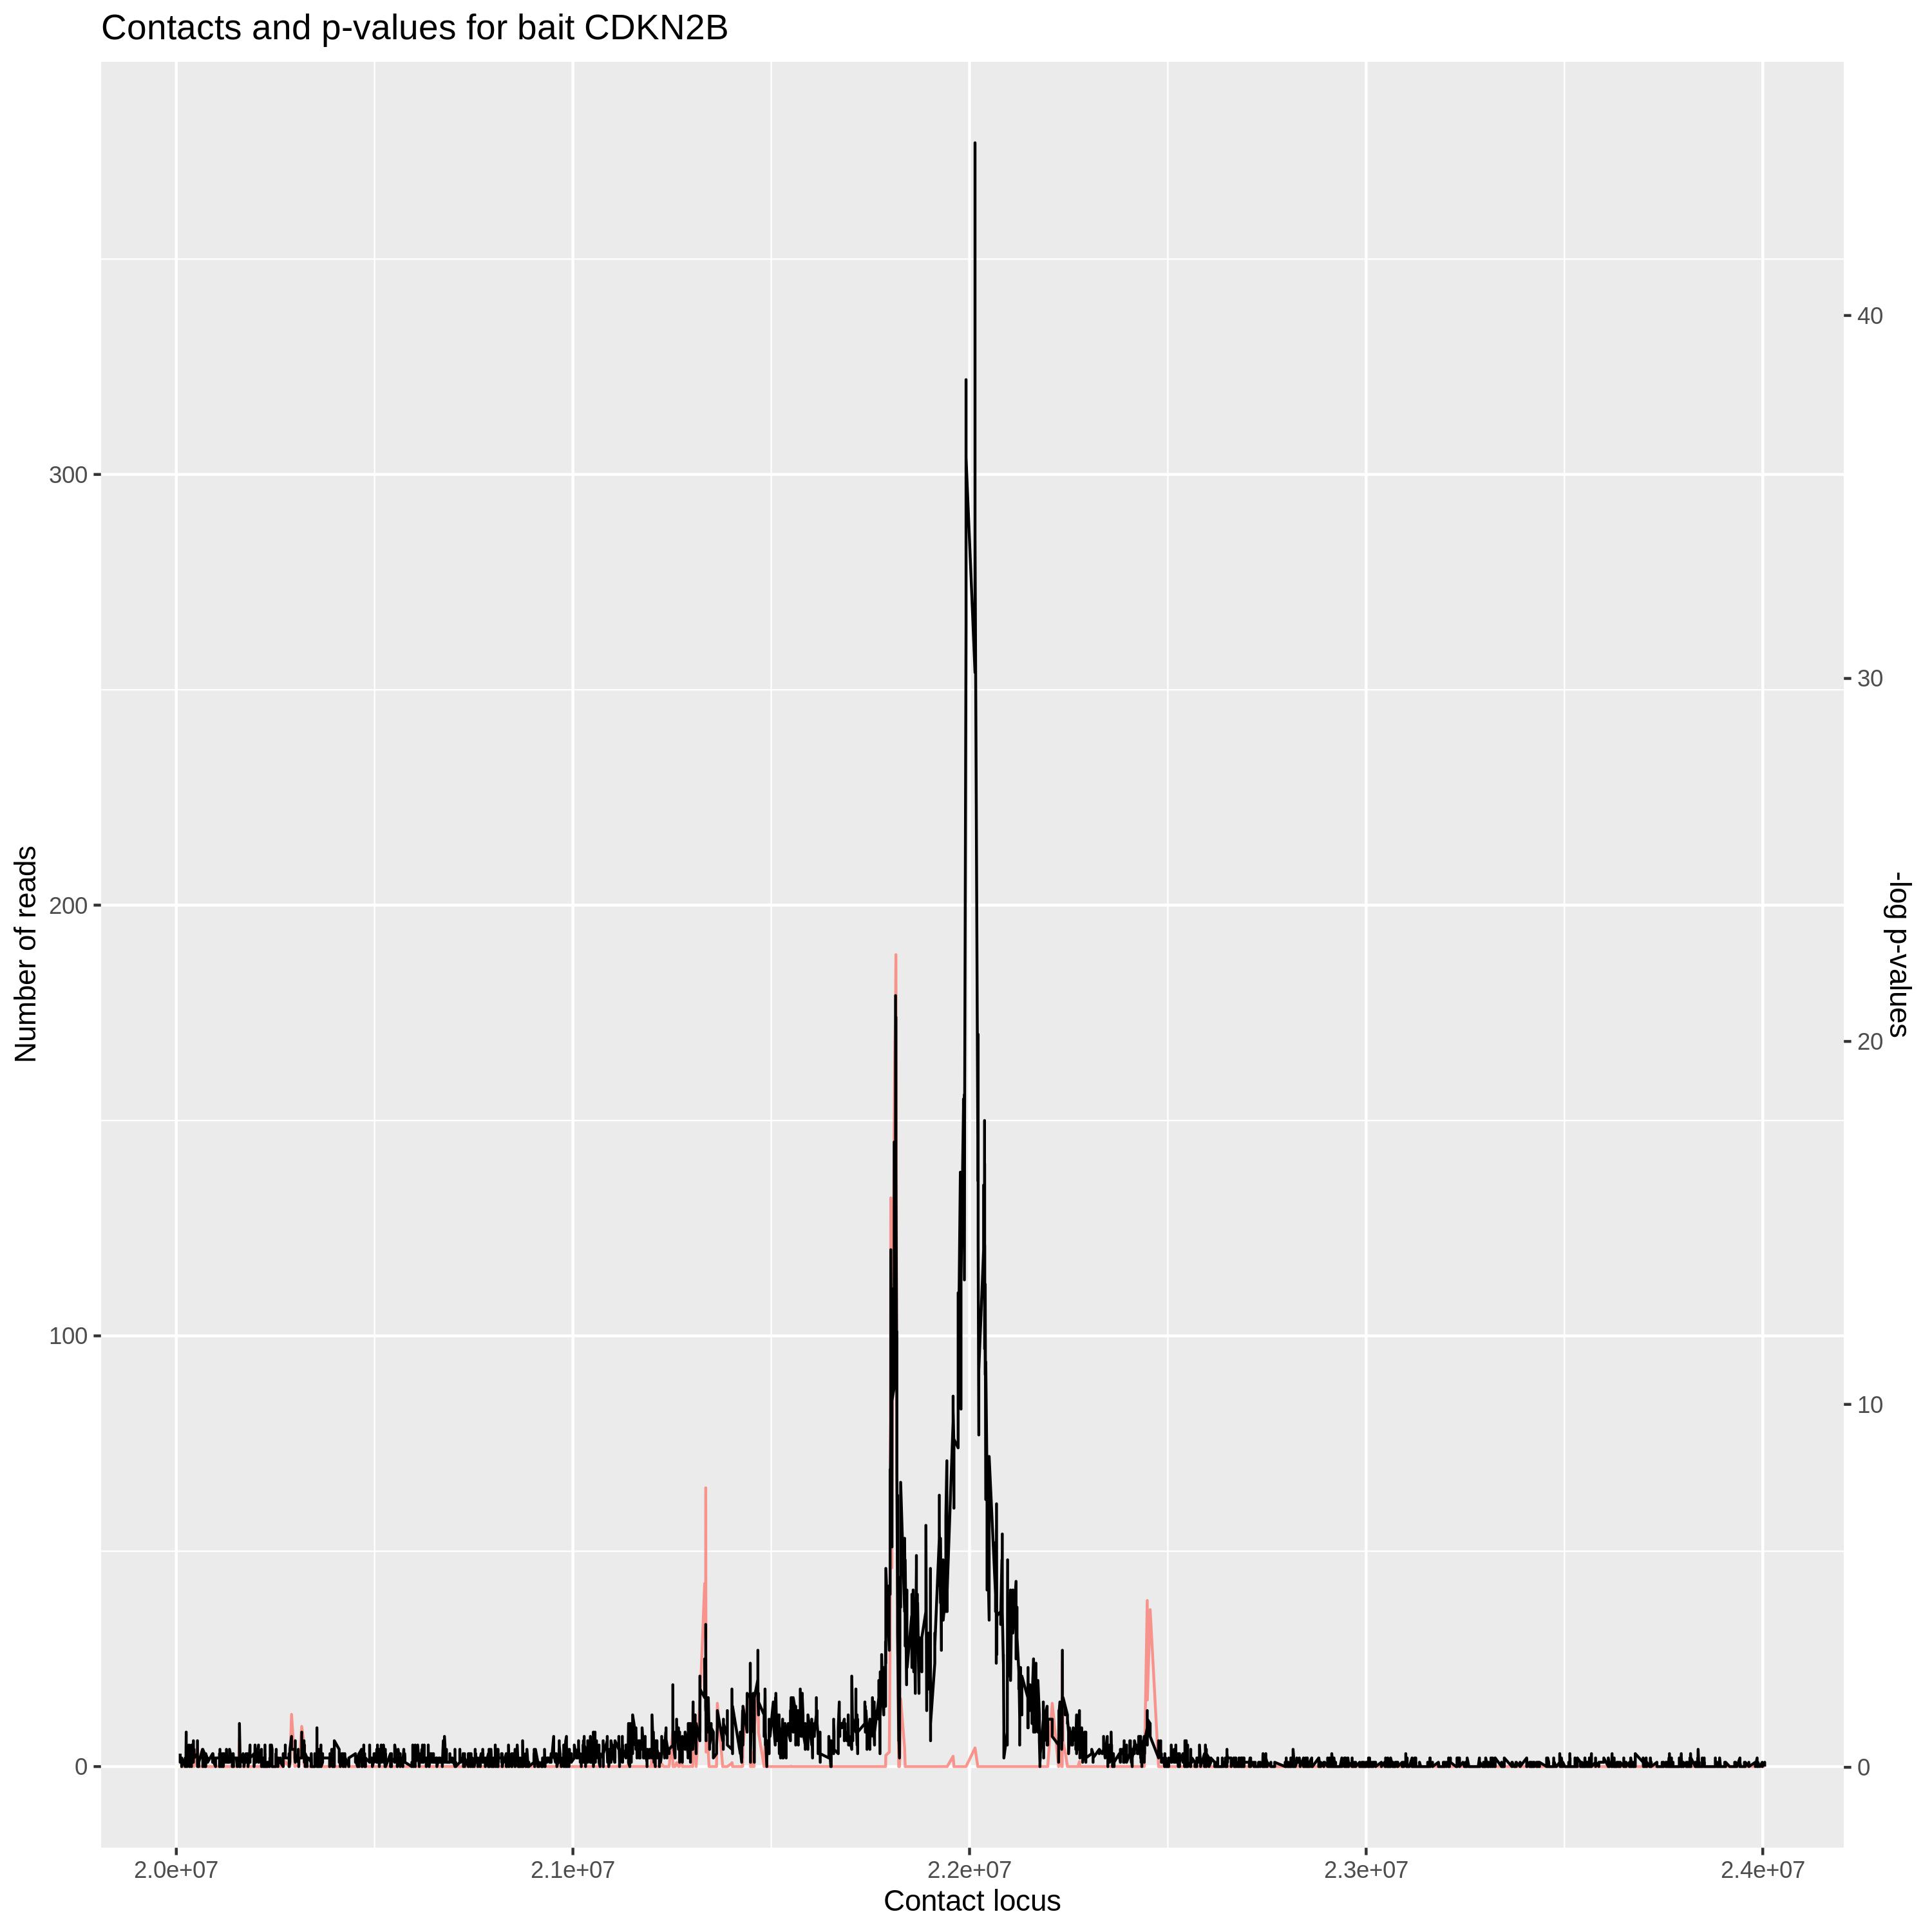 Contacts and p-values for bait CDKN2B
Number of reads
300
200
100
0
40
30
20
10
0
-log p-values
2.0e+07
2.1e+07
2.2e+07
2.3e+07
2.4e+07
Contact locus